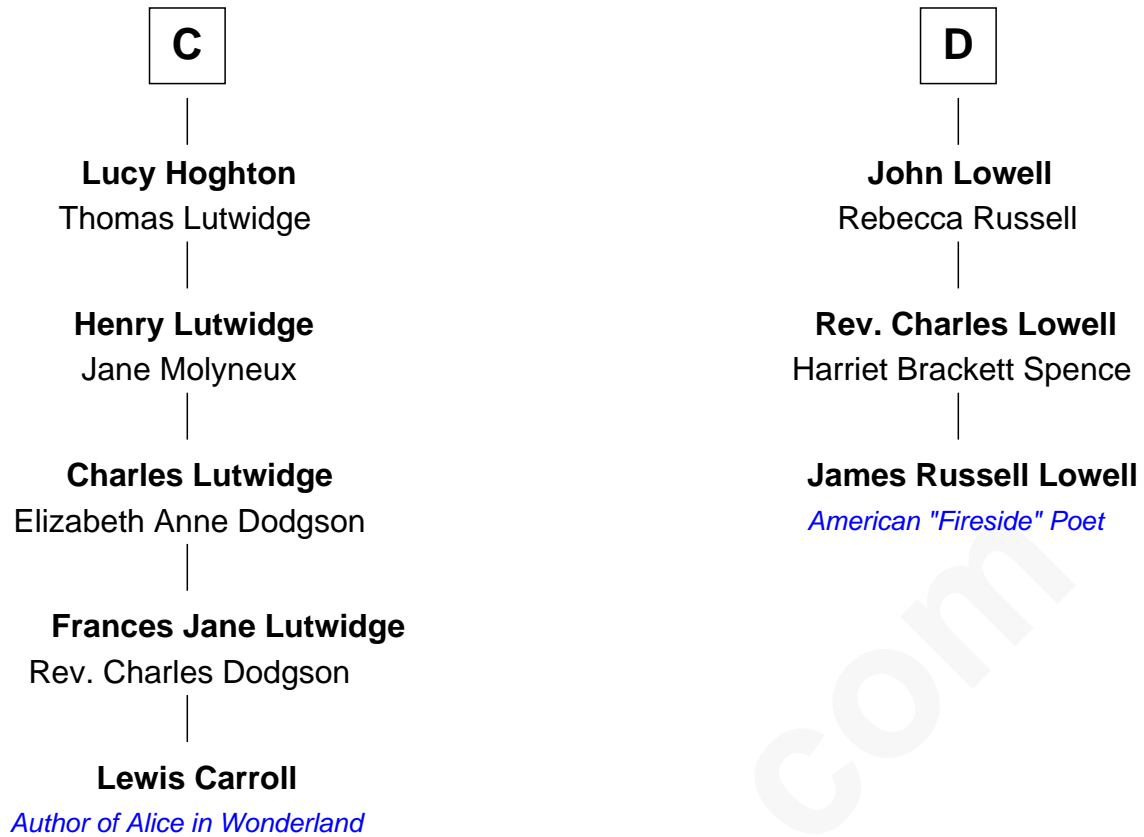 C
Lucy Hoghton
Thomas Lutwidge
Henry Lutwidge
Jane Molyneux
Charles Lutwidge
Elizabeth Anne Dodgson
Frances Jane Lutwidge
Rev. Charles Dodgson
Lewis Carroll
Author of Alice in Wonderland
D
John Lowell
Rebecca Russell
Rev. Charles Lowell
Harriet Brackett Spence
James Russell Lowell
American "Fireside" Poet
com